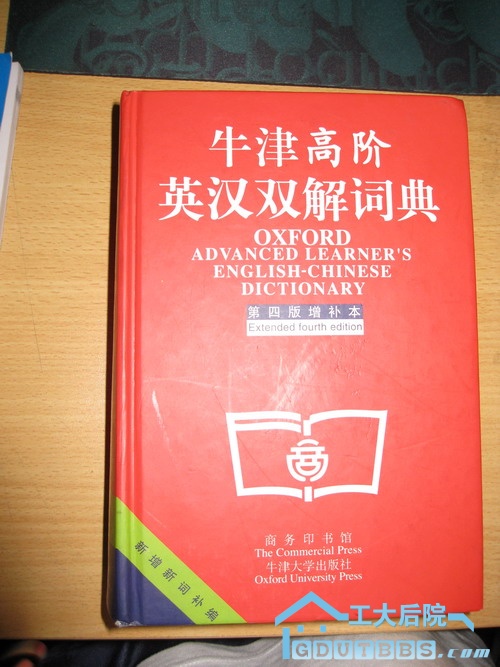 牛津高阶
英汉双解词典
OXFORD
ADVANCED LEARNER'S
ENGLISH-CHINESE
DICTIONARY
第四版增补本
Extended fourth edition
商
商务印书馆
The Commercial Press
牛津大学出版社
Oxford University Press
新增新词补编
工大后院
GDUTBBS.com